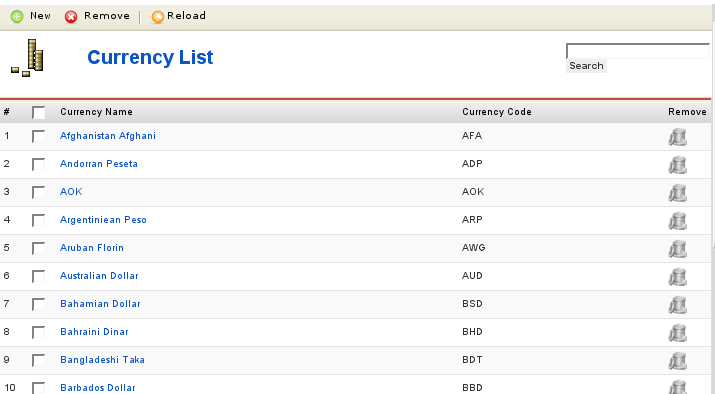 New Remove Reload
Currency List
Search
# Currency Name Currency Code Remove
1 Afghanistan Afghani AFA
2 Andorran Peseta ADP
3 AOK AOK
4 Argentiniean Peso ARP
5 Aruban Florin AWG
6 Australian Dollar AUD
7 Bahamian Dollar BSD
8 Bahraini Dinar BHD
9 Bangladeshi Taka BDT
10 Barbados Dollar BBD